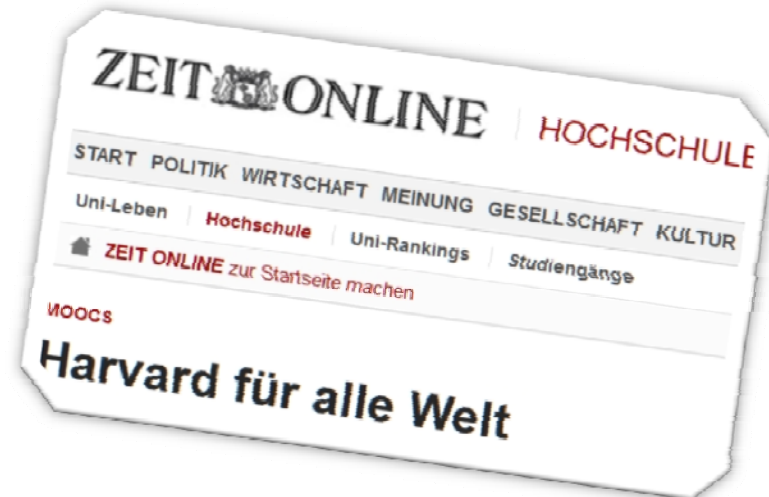 ZEIT ONLINE HOCHSCHULE
START POLITIK WIRTSCHAFT MEINUNG GESELLSCHAFT KULTUR
Uni-Leben Hochschule Uni-Rankings Studiengänge
ZEIT ONLINE zur Startseite machen
MOOCS
Harvard für alle Welt